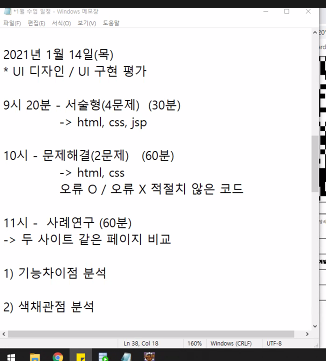 다될 수업 일정 - Windows 메모장
파일(F) 편집(E) 서식(O) 보기(V) 도움말
2021년 1월 14일(목)
* UI 디자인 / UI 구현 평가
9시 20분 - 서술형(4문제) (30분)
-> html, css, jsp
10시 - 문제해결(2문제) (60분)
-> html, css
오류 O / 오류 X 적절치 않은 코드
11시 - 사례연구 (60분)
-> 두 사이트 같은 페이지 비교
1) 기능차이점 분석
2) 색채관점 분석
Ln 38, Col 18 160% Windows (CRLF) UTF-8